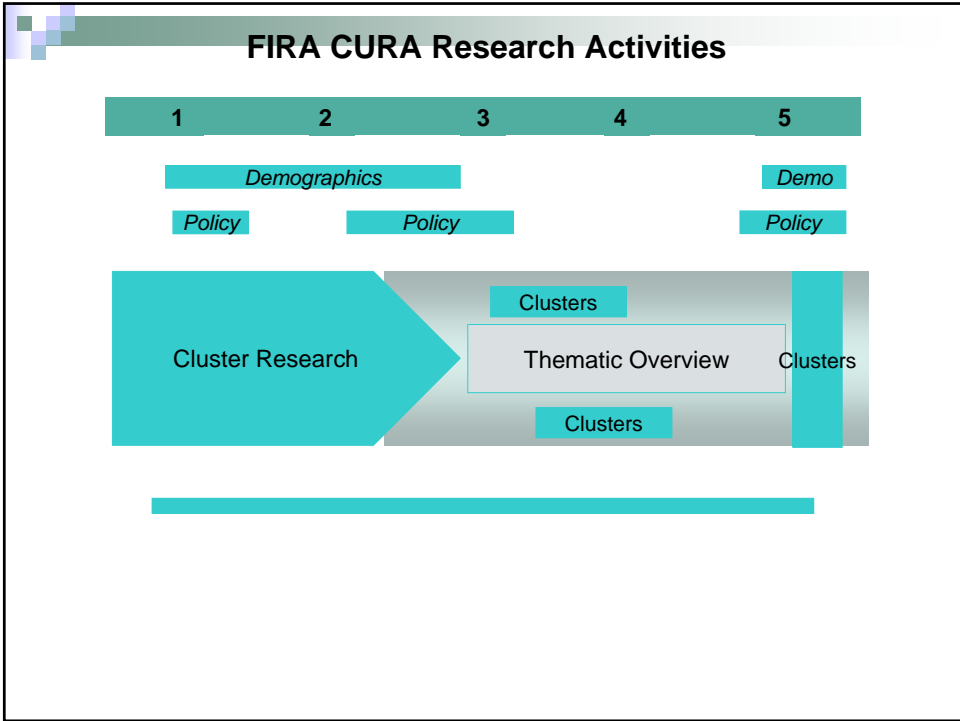 FIRA CURA Research Activities
1 2 3 4 5
Demographics Demo
Policy Policy Policy
Clusters
Cluster Research Thematic Overview Clusters
Clusters